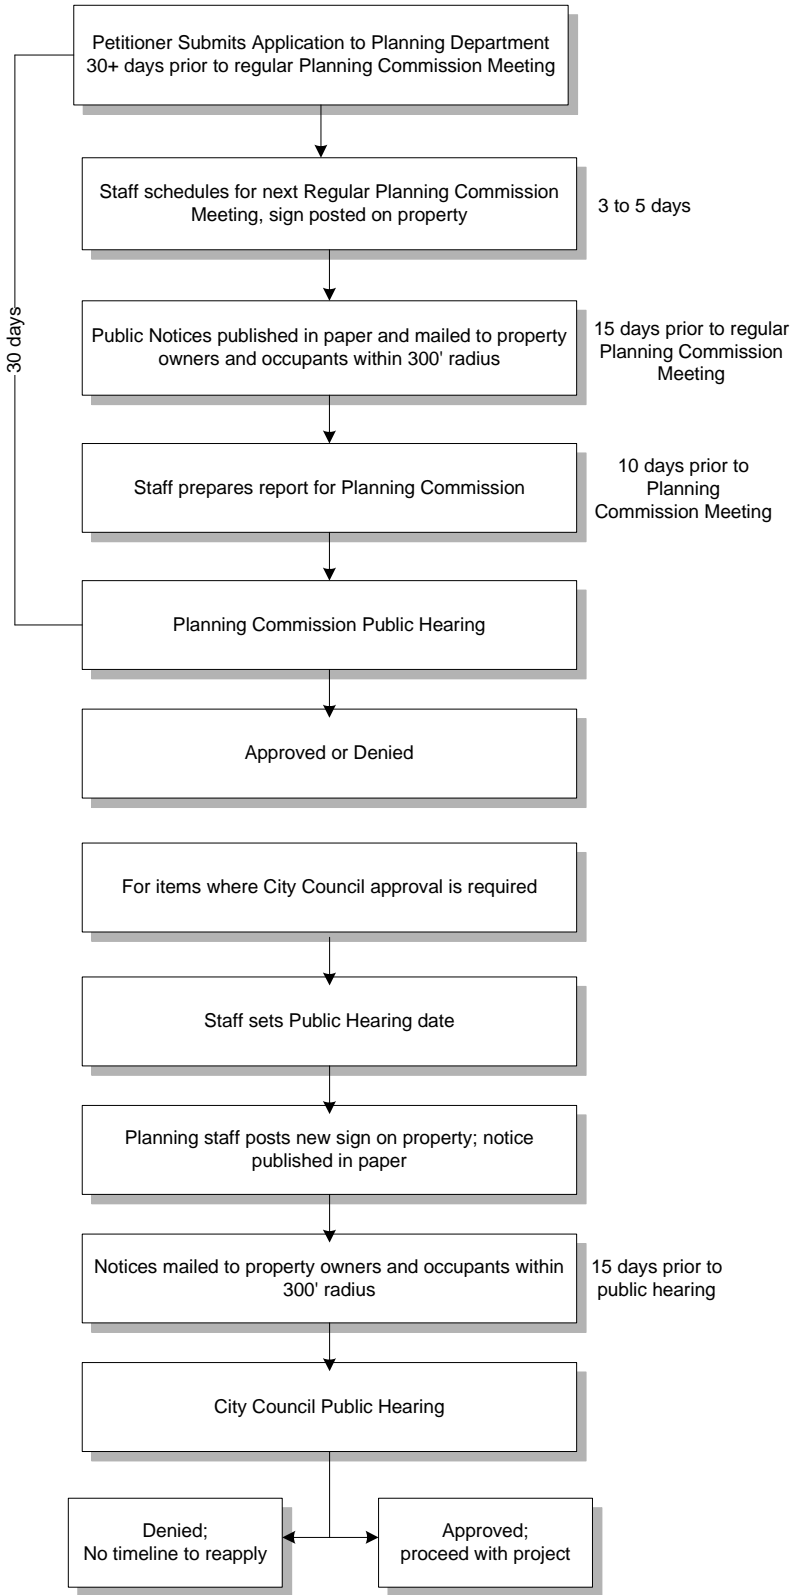 Petitioner Submits Application to Planning Department
30+ days prior to regular Planning Commission Meeting
Staff schedules for next Regular Planning Commission
Meeting, sign posted on property
3 to 5 days
30 days
Public Notices published in paper and mailed to property
owners and occupants within 300' radius
15 days prior to regular
Planning Commission
Meeting
Staff prepares report for Planning Commission
10 days prior to
Planning
Commission Meeting
Planning Commission Public Hearing
Approved or Denied
For items where City Council approval is required
Staff sets Public Hearing date
Planning staff posts new sign on property; notice
published in paper
Notices mailed to property owners and occupants within
300' radius
15 days prior to
public hearing
City Council Public Hearing
Denied;
No timeline to reapply
Approved;
proceed with project